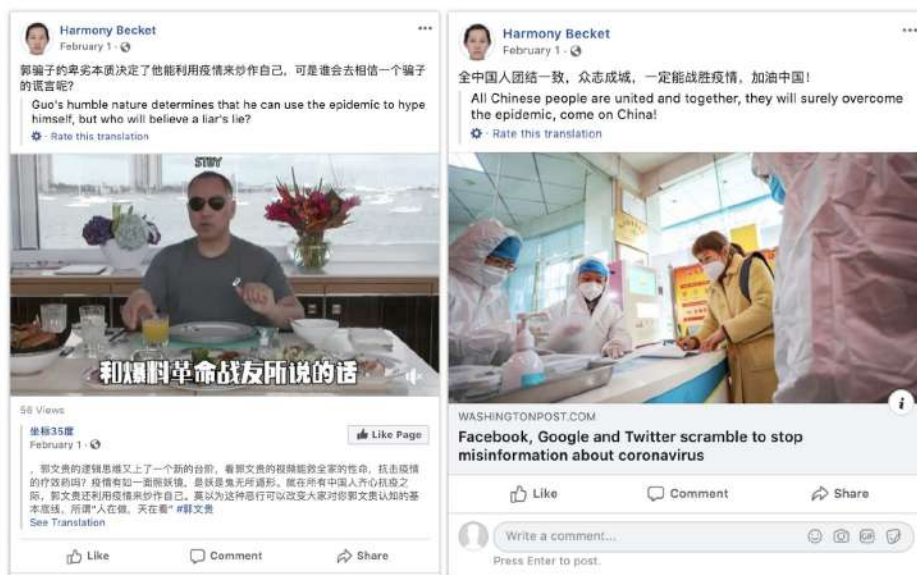 Harmony Becket
February 1 ·
郭骗子的卑劣本质决定了他能利用疫情来炒作自己，可是谁会去相信一个骗子
的谎言呢？
Guo's humble nature determines that he can use the epidemic to hype
himself, but who will believe a liar's lie?
· Rate this translation
STBY
和爆料革命战友所说的话
56 Views
坐标35度
February 1 ·
Like Page
，郭文贵的逻辑思维又上了一个新的台阶，看郭文贵的视频能救全家的性命，抗击疫情
的疗效药吗？疫情有如一面照妖镜，是妖是鬼无所遁形。就在所有中国人齐心抗疫之
际，郭文贵还利用疫情来炒作自己。莫以为这种恶行可以改变大家对你郭文贵认知的基
本底线，所谓“人在做，天在看” #郭文贵
See Translation
Like Comment Share
Harmony Becket
February 1 ·
全中国人团结一致，众志成城，一定能战胜疫情，加油中国！
All Chinese people are united and together, they will surely overcome
the epidemic, come on China!
· Rate this translation
WASHINGTONPOST.COM
Facebook, Google and Twitter scramble to stop
misinformation about coronavirus
Like Comment Share
Write a comment...
GIF
Press Enter to post.